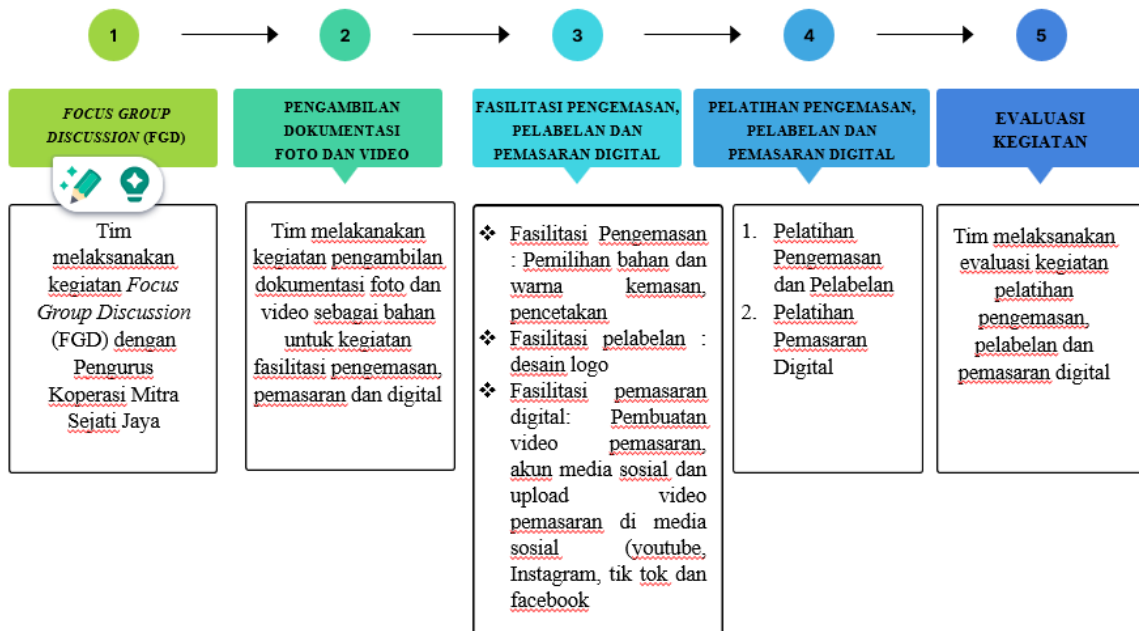 1
2
3
4
5
FOCUS GROUP
DISCUSSION (FGD)
PENGAMBILAN
DOKUMENTASI
FOTO DAN VIDEO
FASILITASI PENGEMASAN,
PELABELAN DAN
PEMASARAN DIGITAL
PELATIHAN PENGEMASAN,
PELABELAN DAN
PEMASARAN DIGITAL
EVALUASI
KEGIATAN
Tim
melaksanakan
kegiatan Focus
Group Discussion
(FGD) dengan
Pengurus
Koperasi Mitra
Sejati Jaya
Tim melakanakan
kegiatan pengambilan
dokumentasi foto dan
video sebagai bahan
untuk kegiatan
fasilitasi pengemasan,
pemasaran dan digital
❖ Fasilitasi Pengemasan
: Pemilihan bahan dan
warna kemasan,
pencetakan
❖ Fasilitasi pelabelan :
desain logo
❖ Fasilitasi pemasaran
digital: Pembuatan
video pemasaran,
akun media sosial dan
upload video
pemasaran di media
sosial (youtube,
Instagram, tik tok dan
facebook
1. Pelatihan
Pengemasan
dan Pelabelan
2. Pelatihan
Pemasaran
Digital
Tim melaksanakan
evaluasi kegiatan
pelatihan
pengemasan,
pelabelan dan
pemasaran digital